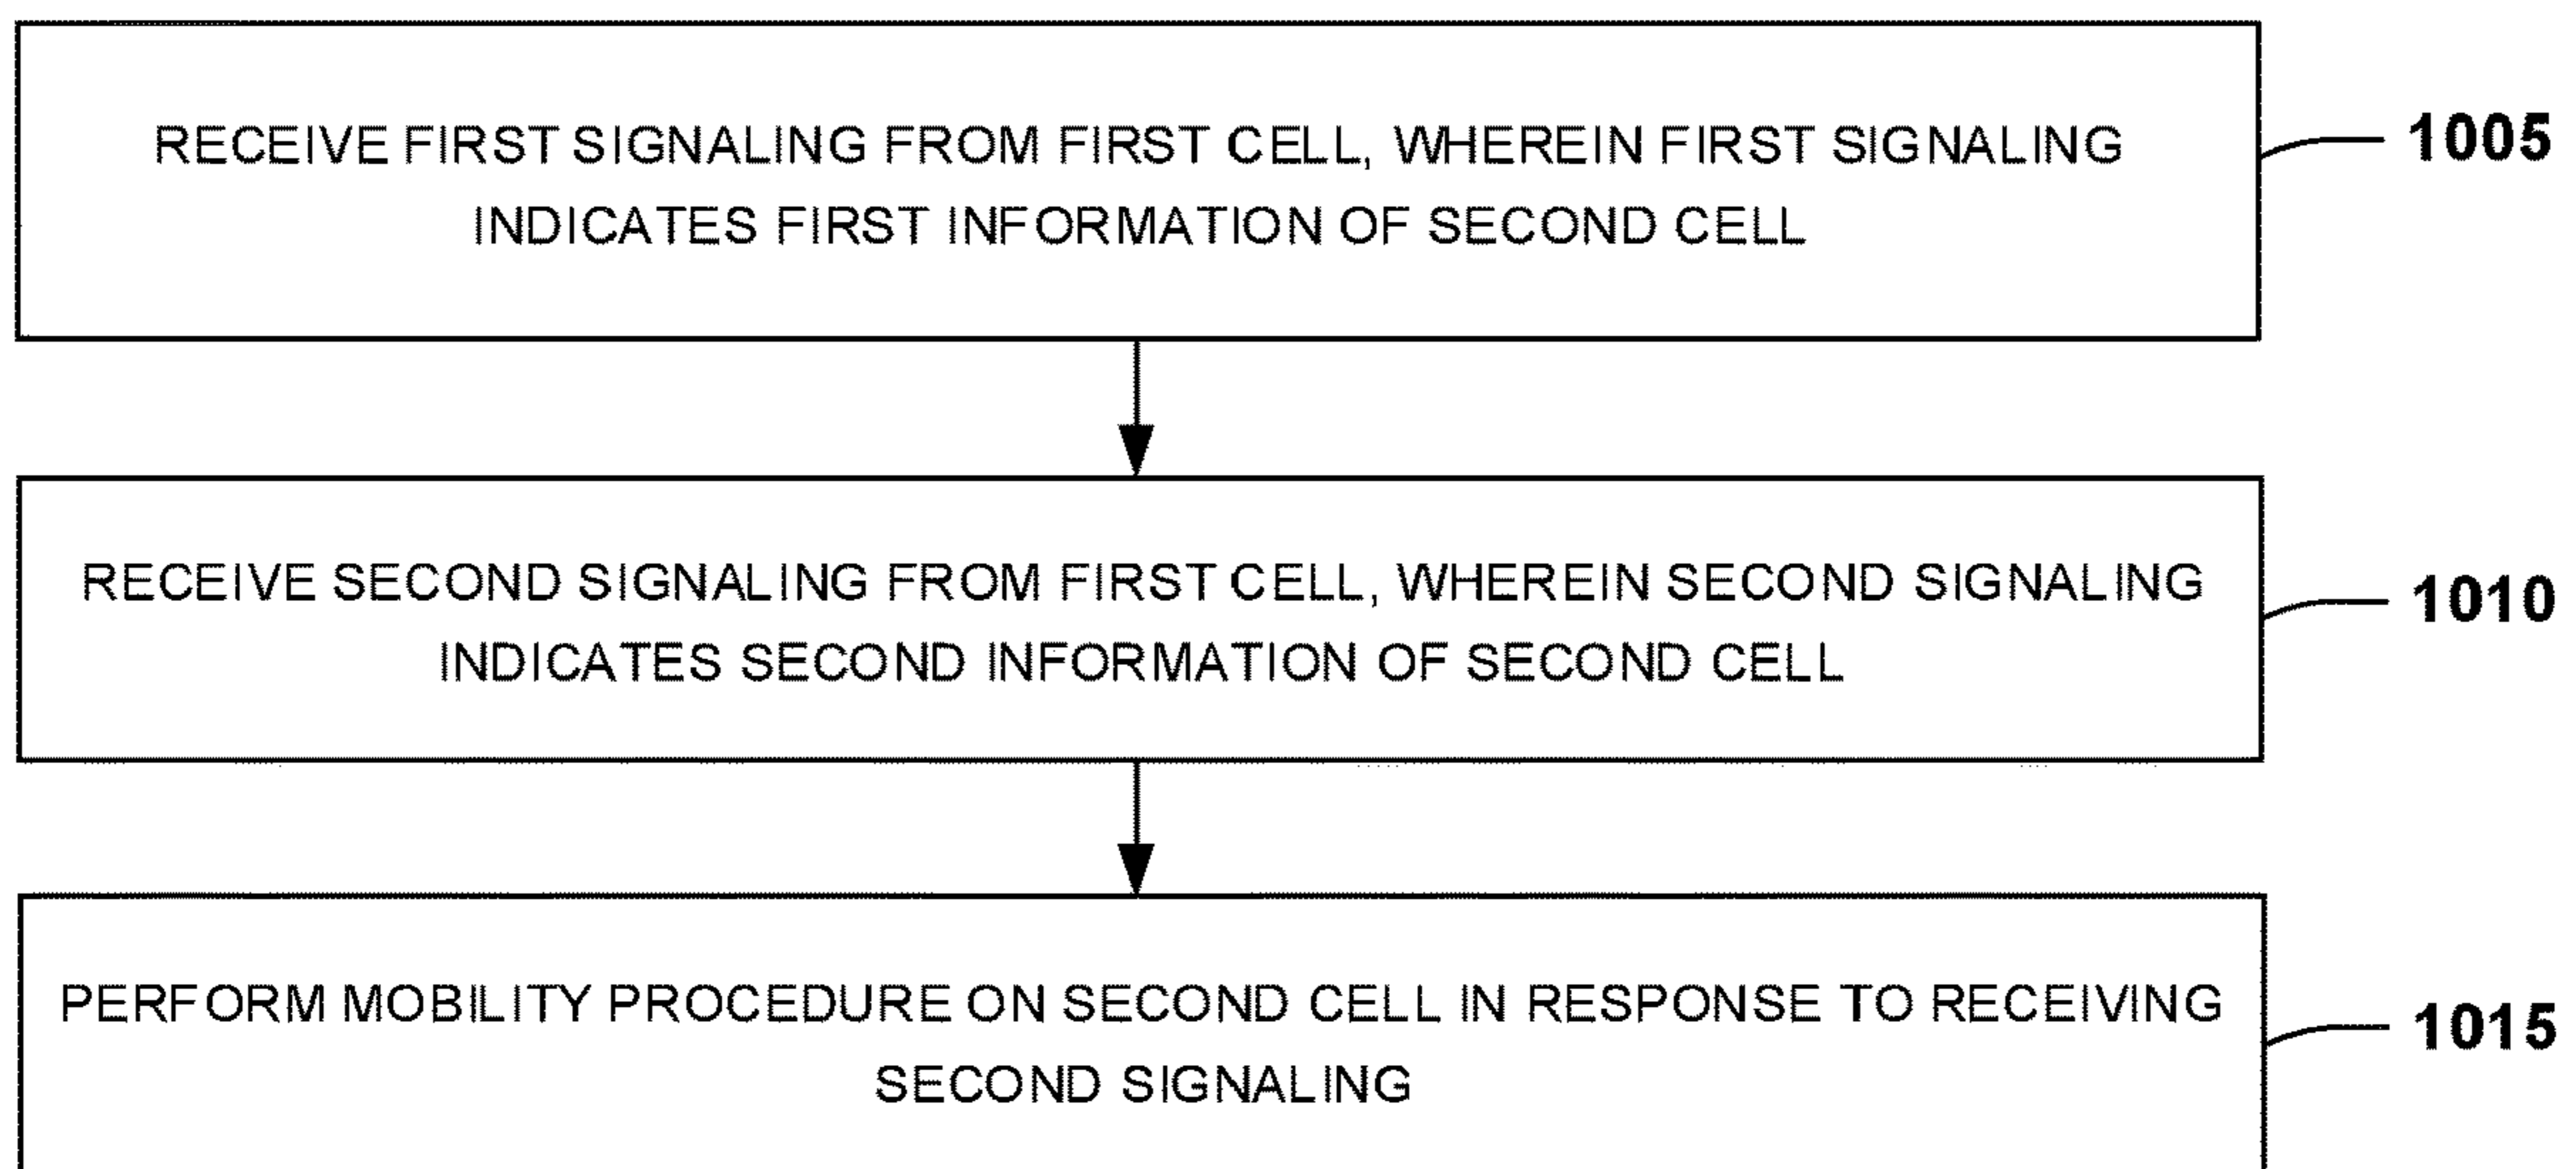 RECEIVE FIRST SIGNALING FROM FIRST CELL, WHEREIN FIRST SIGNALING
INDICATES FIRST INFORMATION OF SECOND CELL
1005
RECEIVE SECOND SIGNALING FROM FIRST CELL, WHEREIN SECOND SIGNALING
INDICATES SECOND INFORMATION OF SECOND CELL
1010
PERFORM MOBILITY PROCEDURE ON SECOND CELL IN RESPONSE TO RECEIVING
SECOND SIGNALING
1015